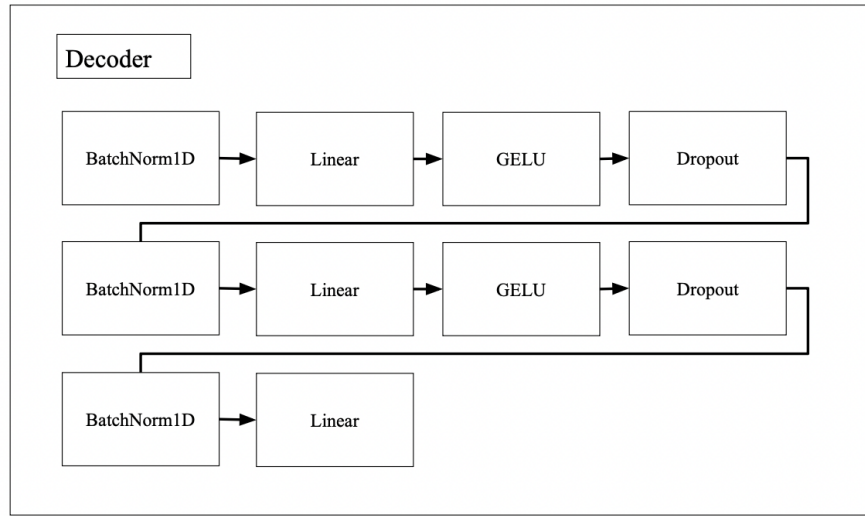 Decoder
BatchNorm1D
Linear
GELU
Dropout
BatchNorm1D
Linear
GELU
Dropout
BatchNorm1D
Linear